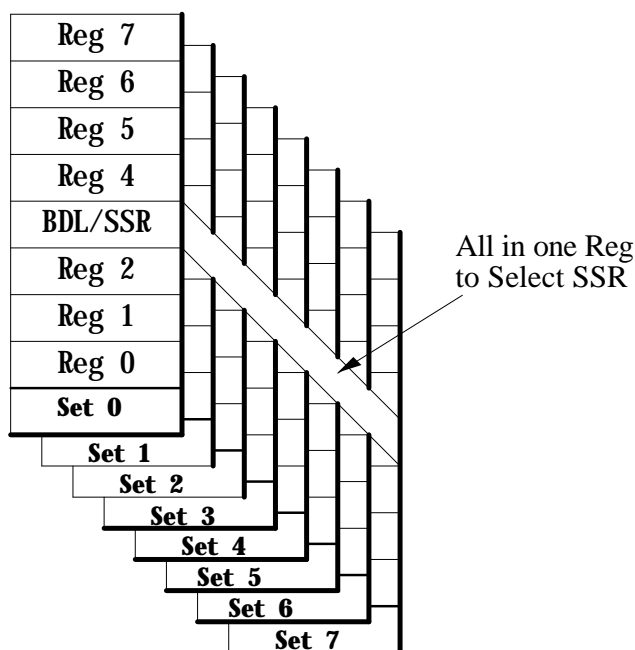 Reg 7
Reg 6
Reg 5
Reg 4
BDL/SSR
Reg 2
Reg 1
Reg 0
Set 0
Set 1
Set 2
Set 3
Set 4
Set 5
Set 6
Set 7
All in one Reg
to Select SSR